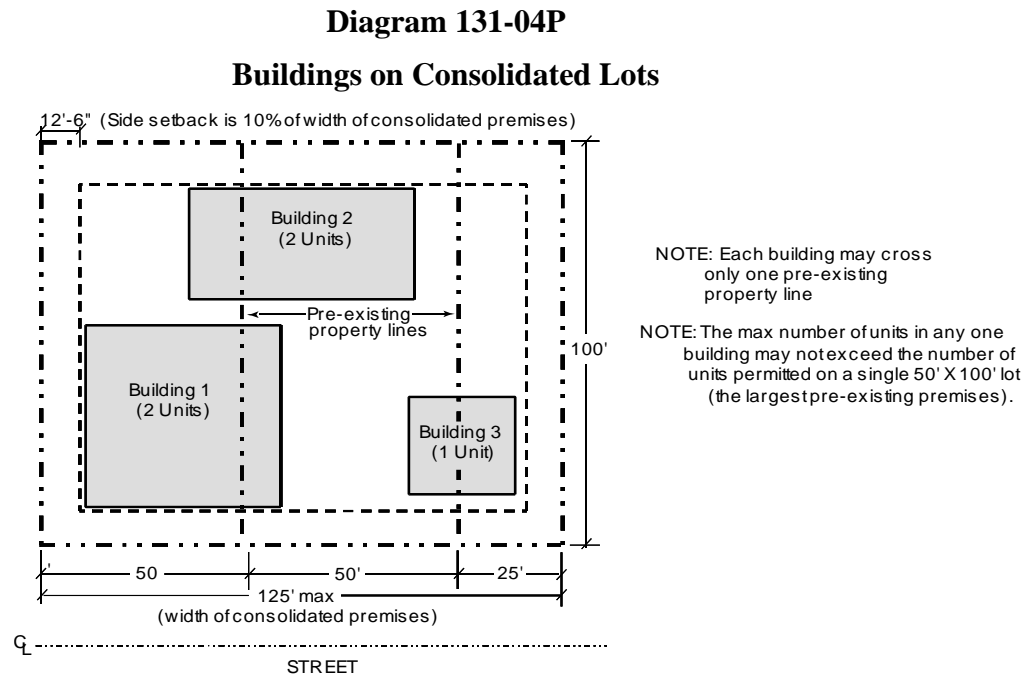 Diagram 131-04P
Buildings on Consolidated Lots
12'-6" (Side setback is 10% of width of consolidated premises)
Building 2
(2 Units)
NOTE: Each building may cross
only one pre-existing
property line
Pre-existing
property lines
NOTE: The max number of units in any one
building may not exceed the number of
units permitted on a single 50' X 100' lot
(the largest pre-existing premises).
100'
Building 1
(2 Units)
Building 3
(1 Unit)
' 50 50' 25'
125' max
(width of consolidated premises)
CL
STREET